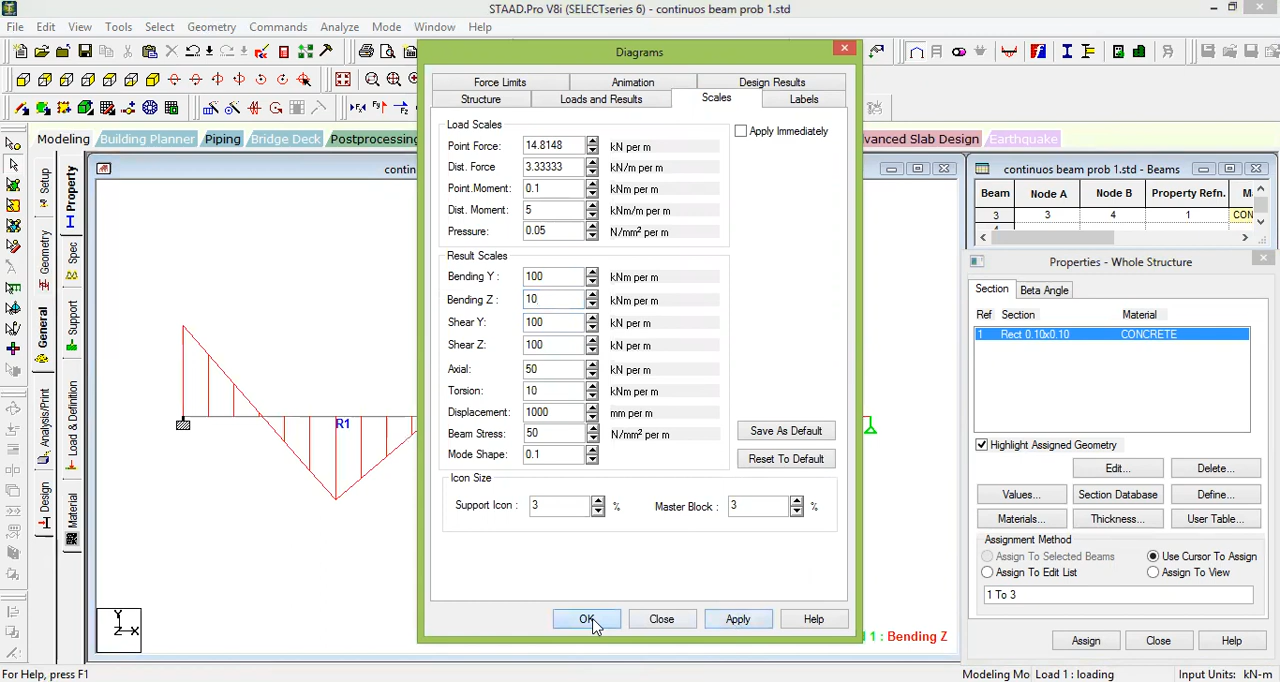 STAAD.Pro V8i (SELECTseries 6) - continuos beam prob 1.std
File Edit View Tools Select Geometry Commands Analyze Mode Window Help
Diagrams
Force Limits Animation Design Results
Structure Loads and Results Scales Labels
Modeling Building Planner Piping Bridge Deck Postprocessing
vanced Slab Design Earthquake
Load Scales
Apply Immediately
Point Force: 14.8148 kN per m
Dist. Force: 3.33333 kN/m per m
Point.Moment: 0.1 kNm per m
Dist. Moment: 5 kNm/m per m
Pressure: 0.05 N/mm² per m
Result Scales
Bending Y : 100 kNm per m
Bending Z : 10 kNm per m
Shear Y: 100 kN per m
Shear Z: 100 kN per m
Axial: 50 kN per m
Torsion: 10 kNm per m
Displacement: 1000 mm per m
Beam Stress: 50 N/mm² per m
Mode Shape: 0.1
Save As Default
Reset To Default
Icon Size
Support Icon : 3 %
Master Block : 3 %
OK Close Apply Help
Setup
Geometry
General
Analysis/Print
Design
Property
Spec
Support
Load & Definition
Material
contin
R1
Y
Z X
1 : Bending Z
continuos beam prob 1.std - Beams
Beam Node A Node B Property Refn. M
3 3 4 1 CON
Properties - Whole Structure
Section Beta Angle
Ref Section Material
1 Rect 0.10x0.10 CONCRETE
Highlight Assigned Geometry
Edit... Delete...
Values... Section Database Define...
Materials... Thickness... User Table...
Assignment Method
Assign To Selected Beams Use Cursor To Assign
Assign To Edit List Assign To View
1 To 3
Assign Close Help
For Help, press F1
Modeling Mo Load 1 : loading Input Units: kN-m